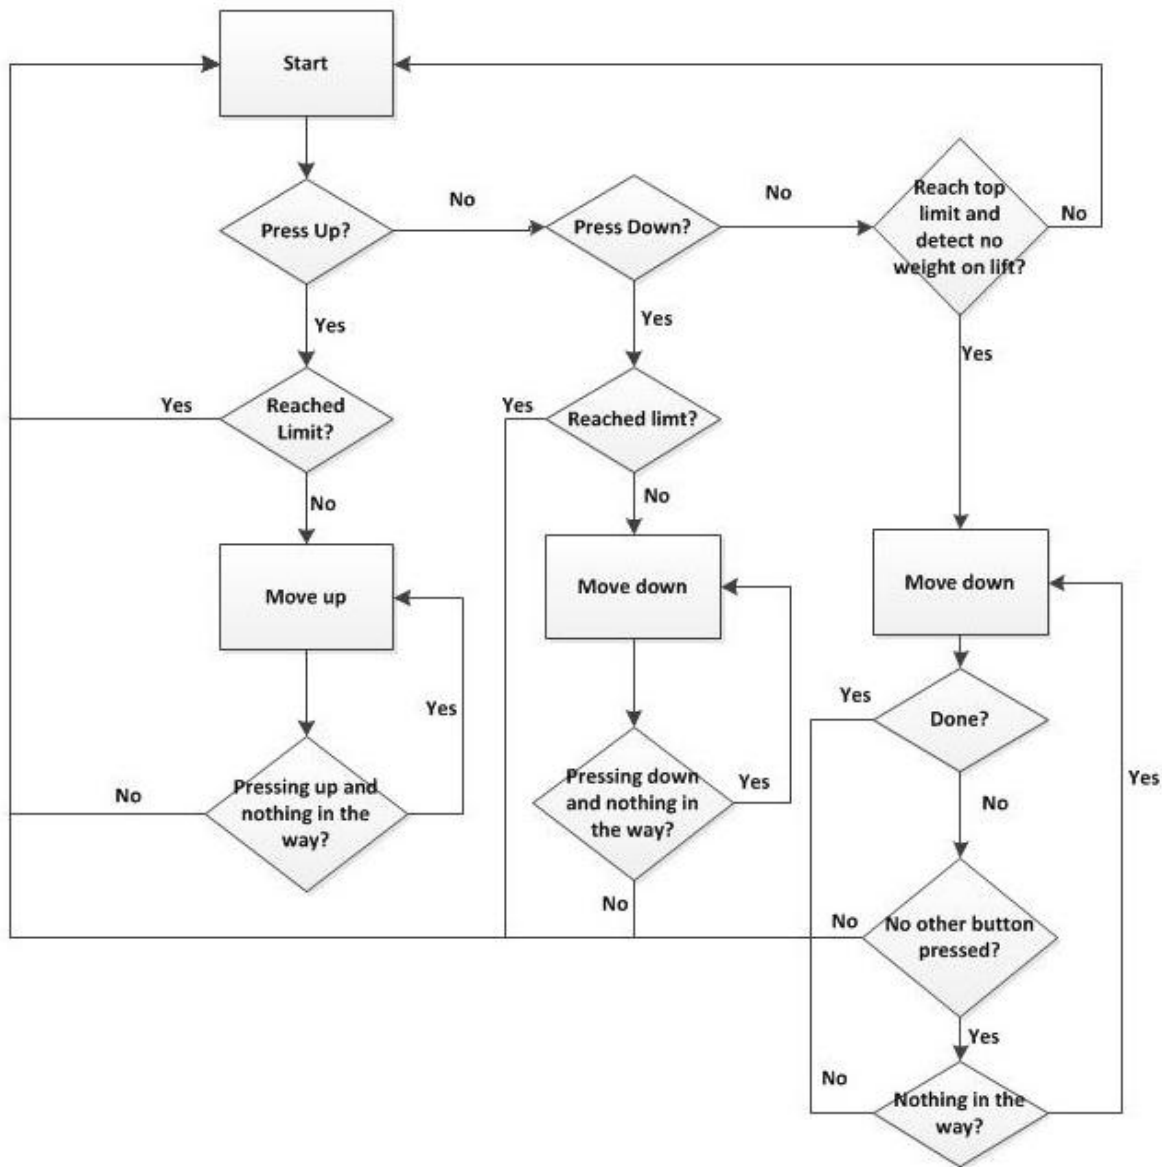 Start
No
No
Reach top
limit and
detect no
weight on lift?
No
Press Up?
Press Down?
Yes
Yes
Yes
Yes
Reached
Limit?
Yes
Reached limt?
No
No
Move up
Move down
Move down
Yes
Yes
Done?
No
Pressing up and
nothing in the
way?
Pressing down
and nothing in
the way?
Yes
Yes
No
No
No
No other button
pressed?
Yes
No
Nothing in the
way?